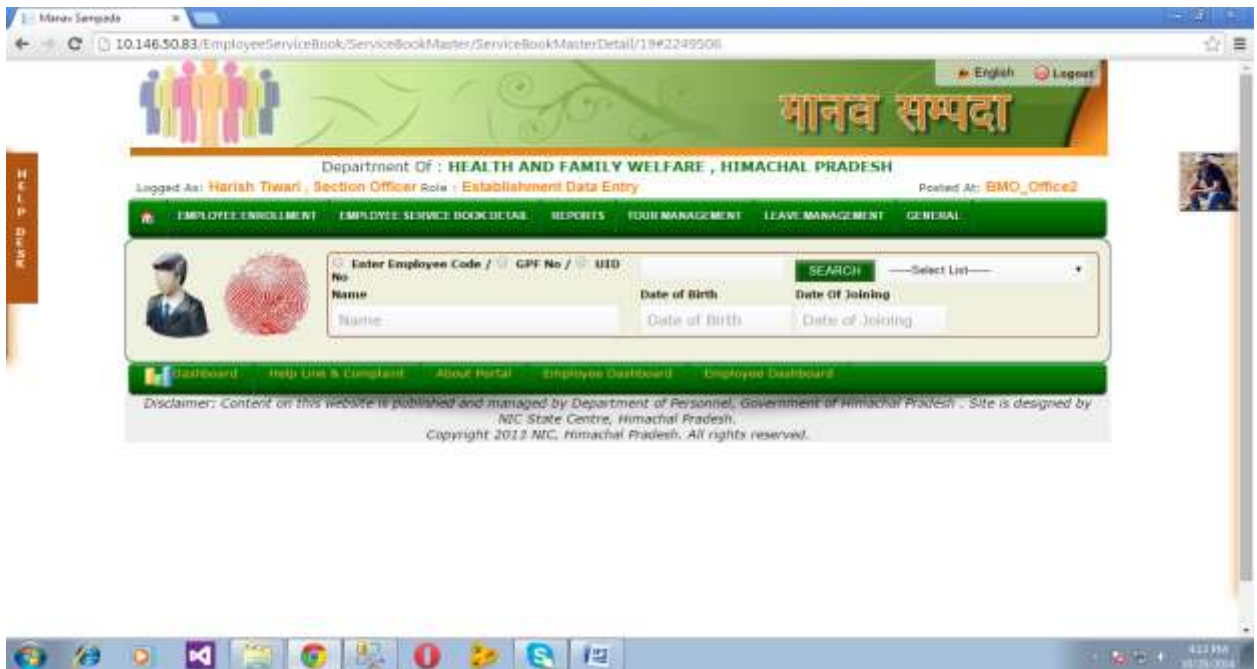 Manav Sampada
10.146.50.83/EmployeeServiceBook/ServiceBookMaster/ServiceBookMasterDetail/19#2249506
English Logout
मानव सम्पदा
Department Of : HEALTH AND FAMILY WELFARE , HIMACHAL PRADESH
Logged As: Harish Tiwari , Section Officer Role : Establishment Data Entry Posted At: BMO_Office2
HELP DESK
EMPLOYEE ENROLLMENT EMPLOYEE SERVICE BOOK DETAIL REPORTS TOUR MANAGEMENT LEAVE MANAGEMENT GENERAL
Enter Employee Code / GPF No / UID
No
SEARCH -----Select List-----
Name Date of Birth Date Of Joining
Name Date of Birth Date of Joining
Dashboard Help Line & Complaint About Portal Employee Dashboard Employee Dashboard
Disclaimer: Content on this website is published and managed by Department of Personnel, Government of Himachal Pradesh . Site is designed by
NIC State Centre, Himachal Pradesh.
Copyright 2013 NIC, Himachal Pradesh. All rights reserved.